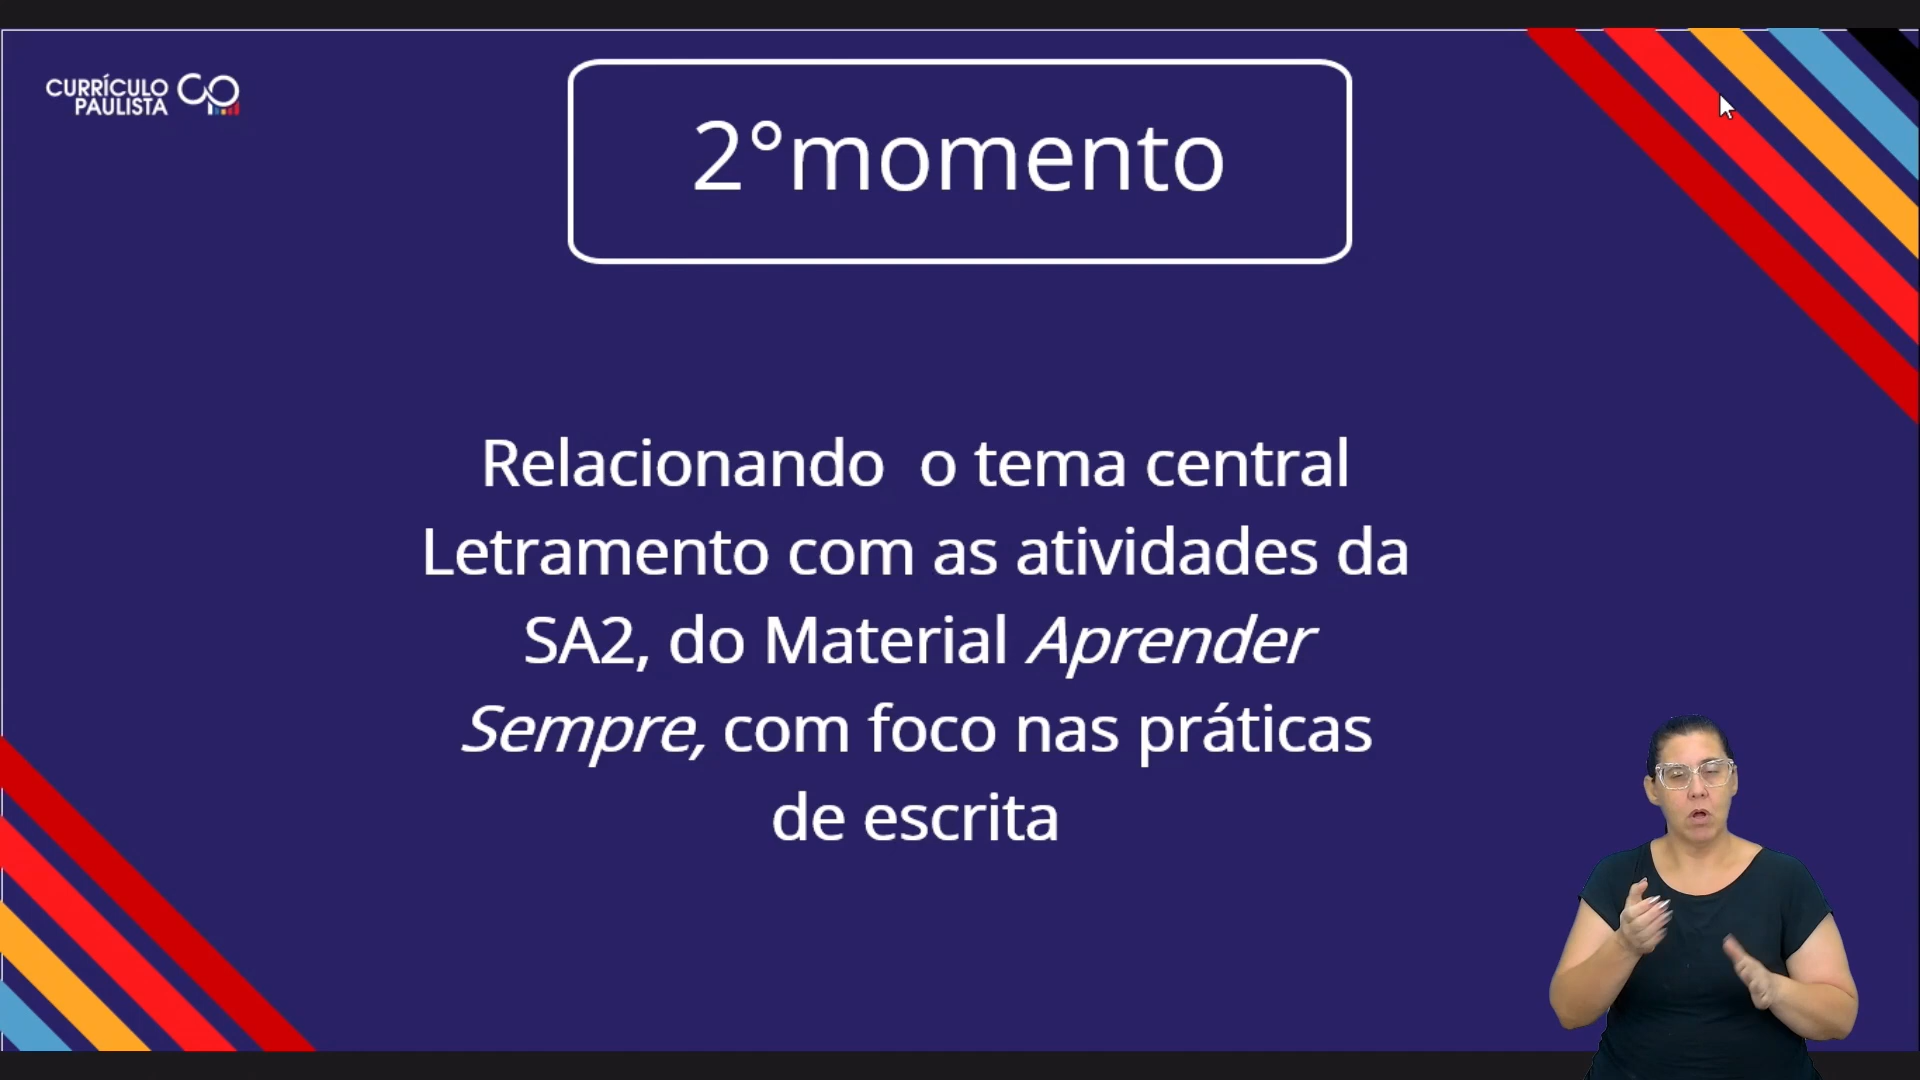 CURRÍCULO
PAULISTA
2°momento
Relacionando o tema central
Letramento com as atividades da
SA2, do Material Aprender
Sempre, com foco nas práticas
de escrita